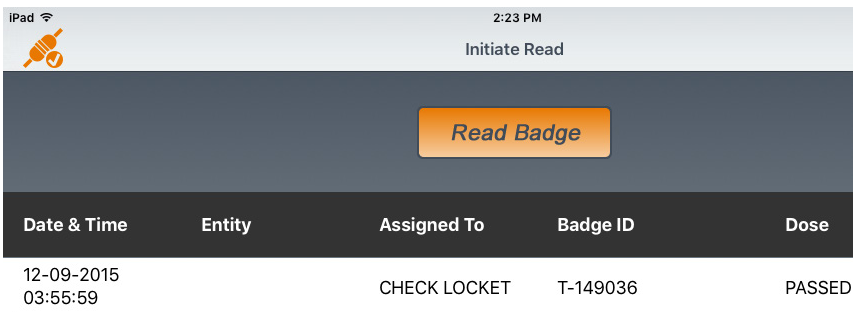 iPad 2:23 PM
Initiate Read
Read Badge
Date & Time Entity Assigned To Badge ID Dose
12-09-2015
03:55:59 CHECK LOCKET T-149036 PASSED